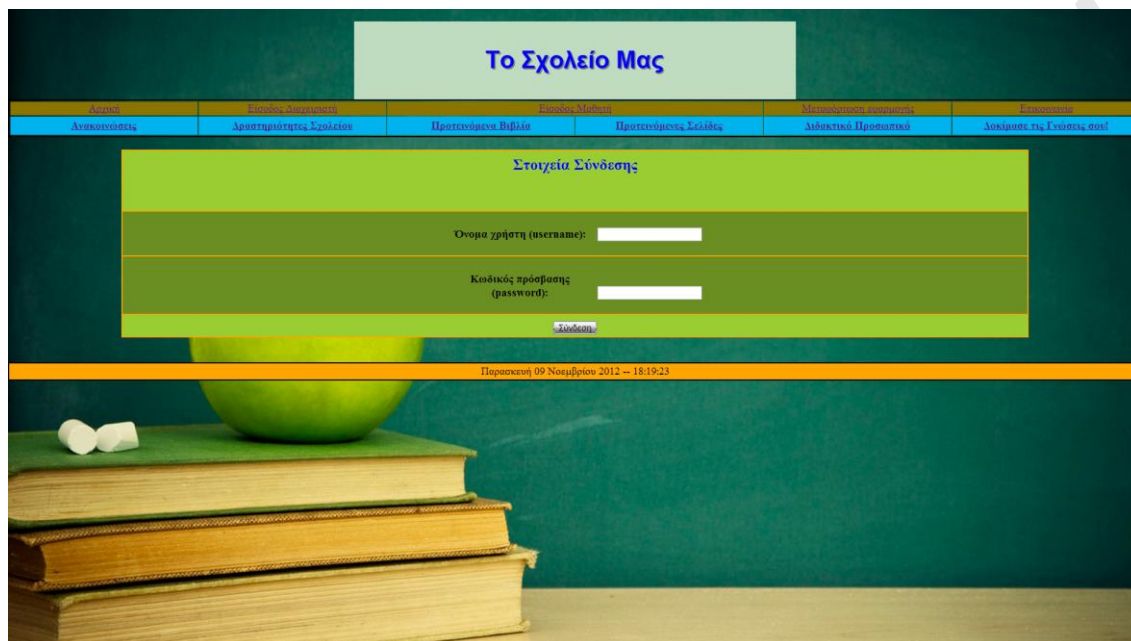 Το Σχολείο Μας
Αρχική Είσοδος Διαχειριστή Είσοδος Μαθητή Μεταφόρτωση εφαρμογής Επικοινωνία
Ανακοινώσεις Δραστηριότητες Σχολείου Προτεινόμενα Βιβλία Προτεινόμενες Σελίδες Διδακτικό Προσωπικό Δοκίμασε τις Γνώσεις σου!
Στοιχεία Σύνδεσης
Όνομα χρήστη (username):
Κωδικός πρόσβασης
(password):
Σύνδεση
Παρασκευή 09 Νοεμβρίου 2012 -- 18:19:23